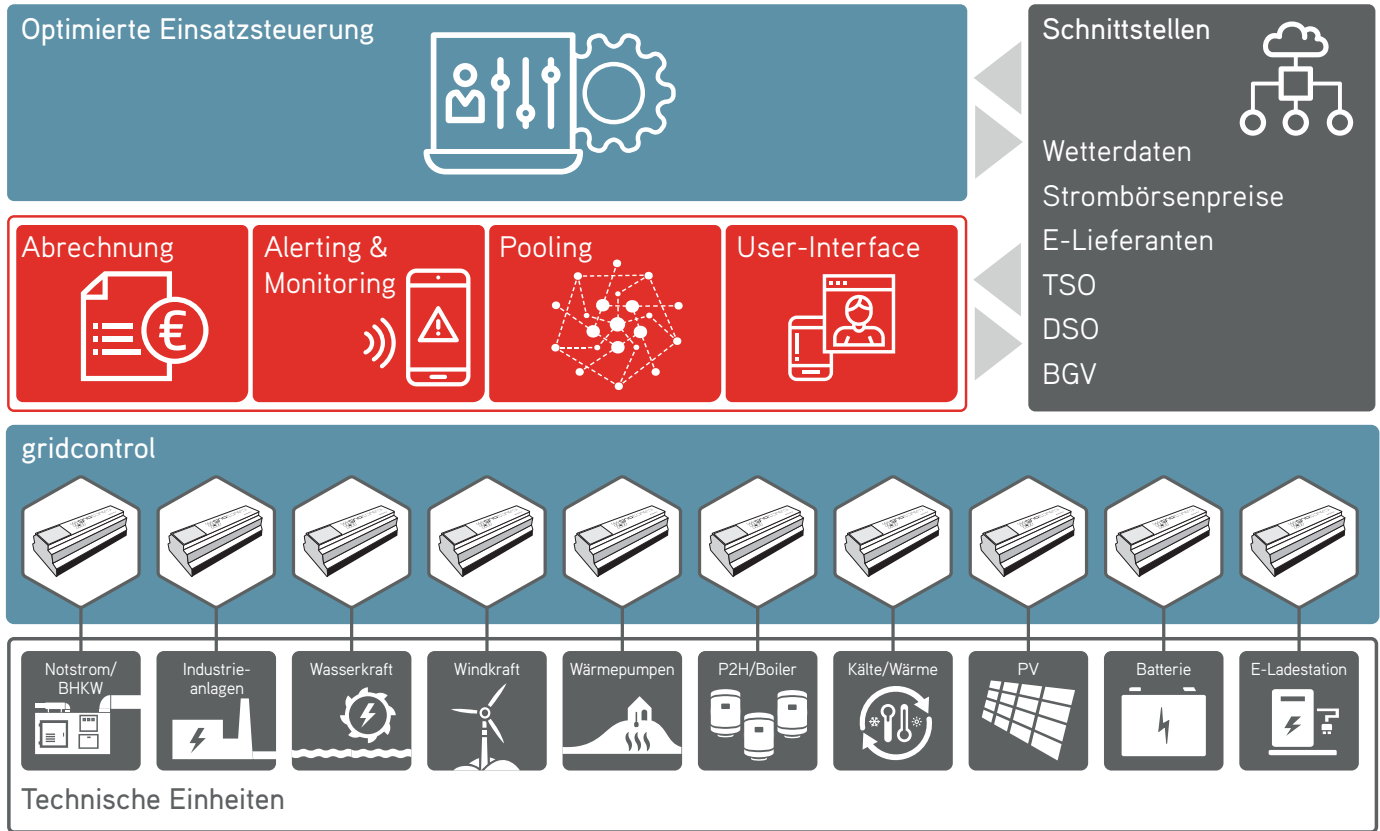 Optimierte Einsatzsteuerung
Schnittstellen
Wetterdaten
Strombörsenpreise
E-Lieferanten
TSO
DSO
BGV
Abrechnung
€
Alerting &
Monitoring
Pooling
User-Interface
gridcontrol
Notstrom/
BHKW
Industrie-
anlagen
Wasserkraft
Windkraft
Wärmepumpen
P2H/Boiler
Kälte/Wärme
PV
Batterie
E-Ladestation
Technische Einheiten